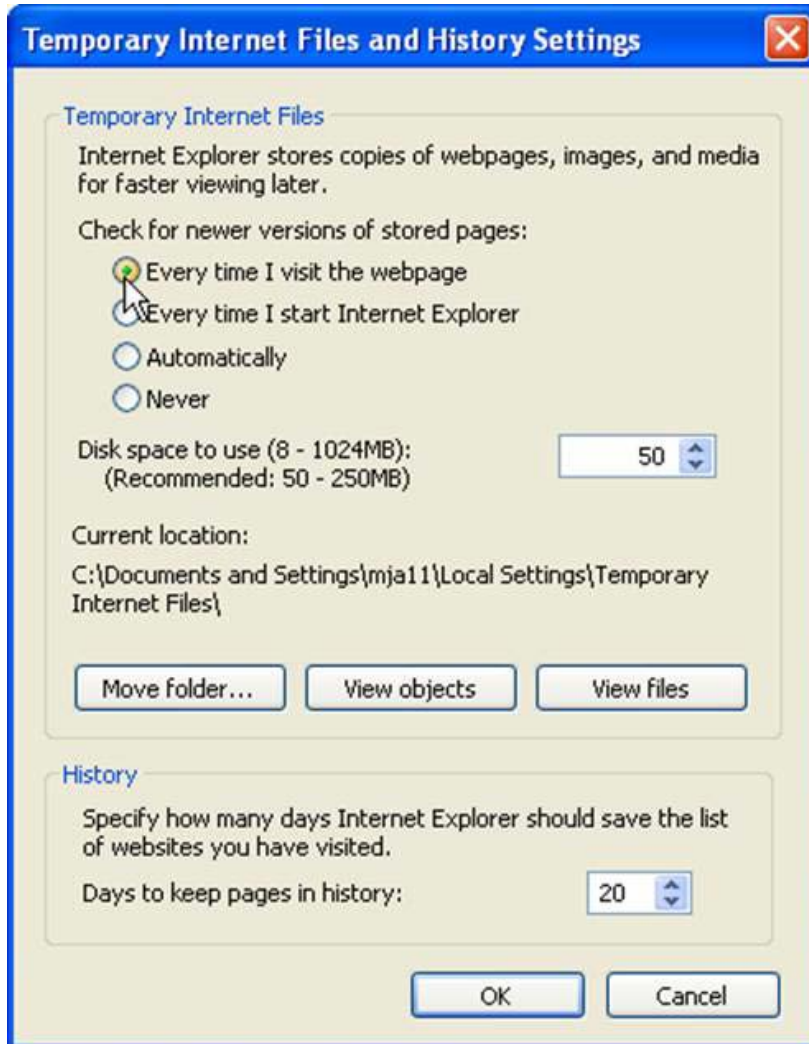 Temporary Internet Files and History Settings
Temporary Internet Files
Internet Explorer stores copies of webpages, images, and media
for faster viewing later.
Check for newer versions of stored pages:
Every time I visit the webpage
Every time I start Internet Explorer
Automatically
Never
Disk space to use (8 - 1024MB):
(Recommended: 50 - 250MB)
50
Current location:
C:\Documents and Settings\mja11\Local Settings\Temporary
Internet Files\
Move folder...
View objects
View files
History
Specify how many days Internet Explorer should save the list
of websites you have visited.
Days to keep pages in history:
20
OK
Cancel